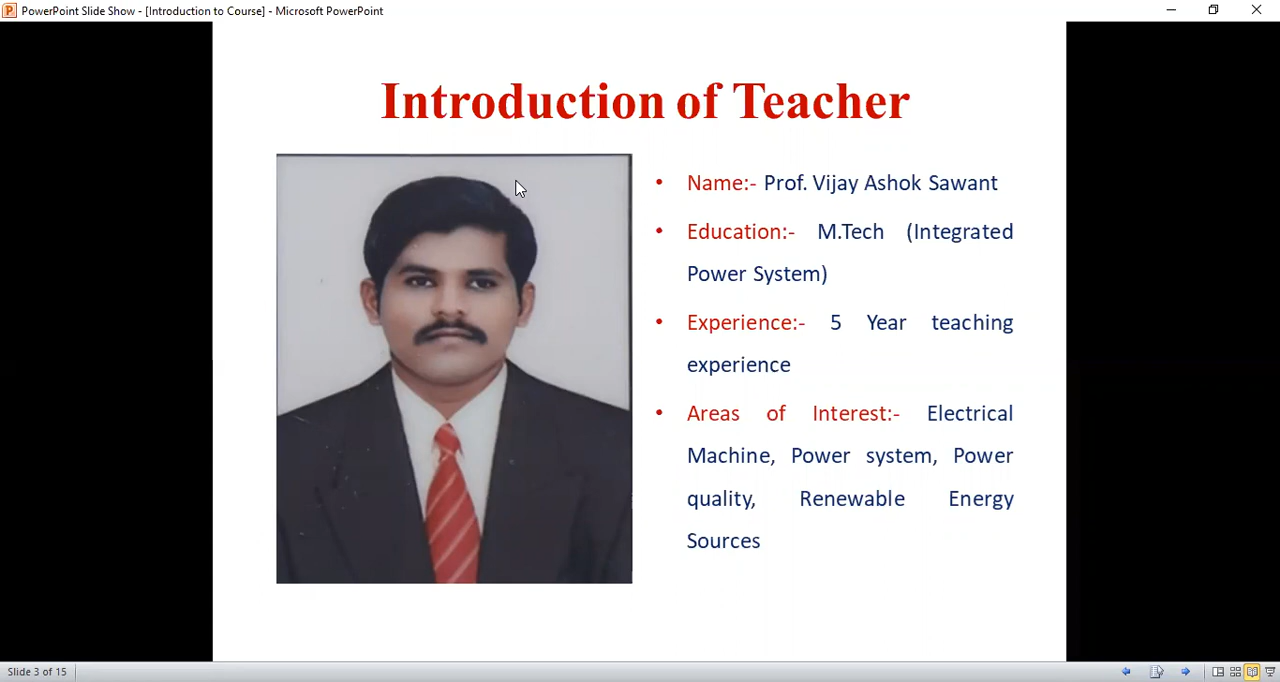 PowerPoint Slide Show - [Introduction to Course] - Microsoft PowerPoint
Introduction of Teacher
• Name:- Prof. Vijay Ashok Sawant
• Education:- M.Tech (Integrated
Power System)
• Experience:- 5 Year teaching
experience
• Areas of Interest:- Electrical
Machine, Power system, Power
quality, Renewable Energy
Sources
Slide 3 of 15